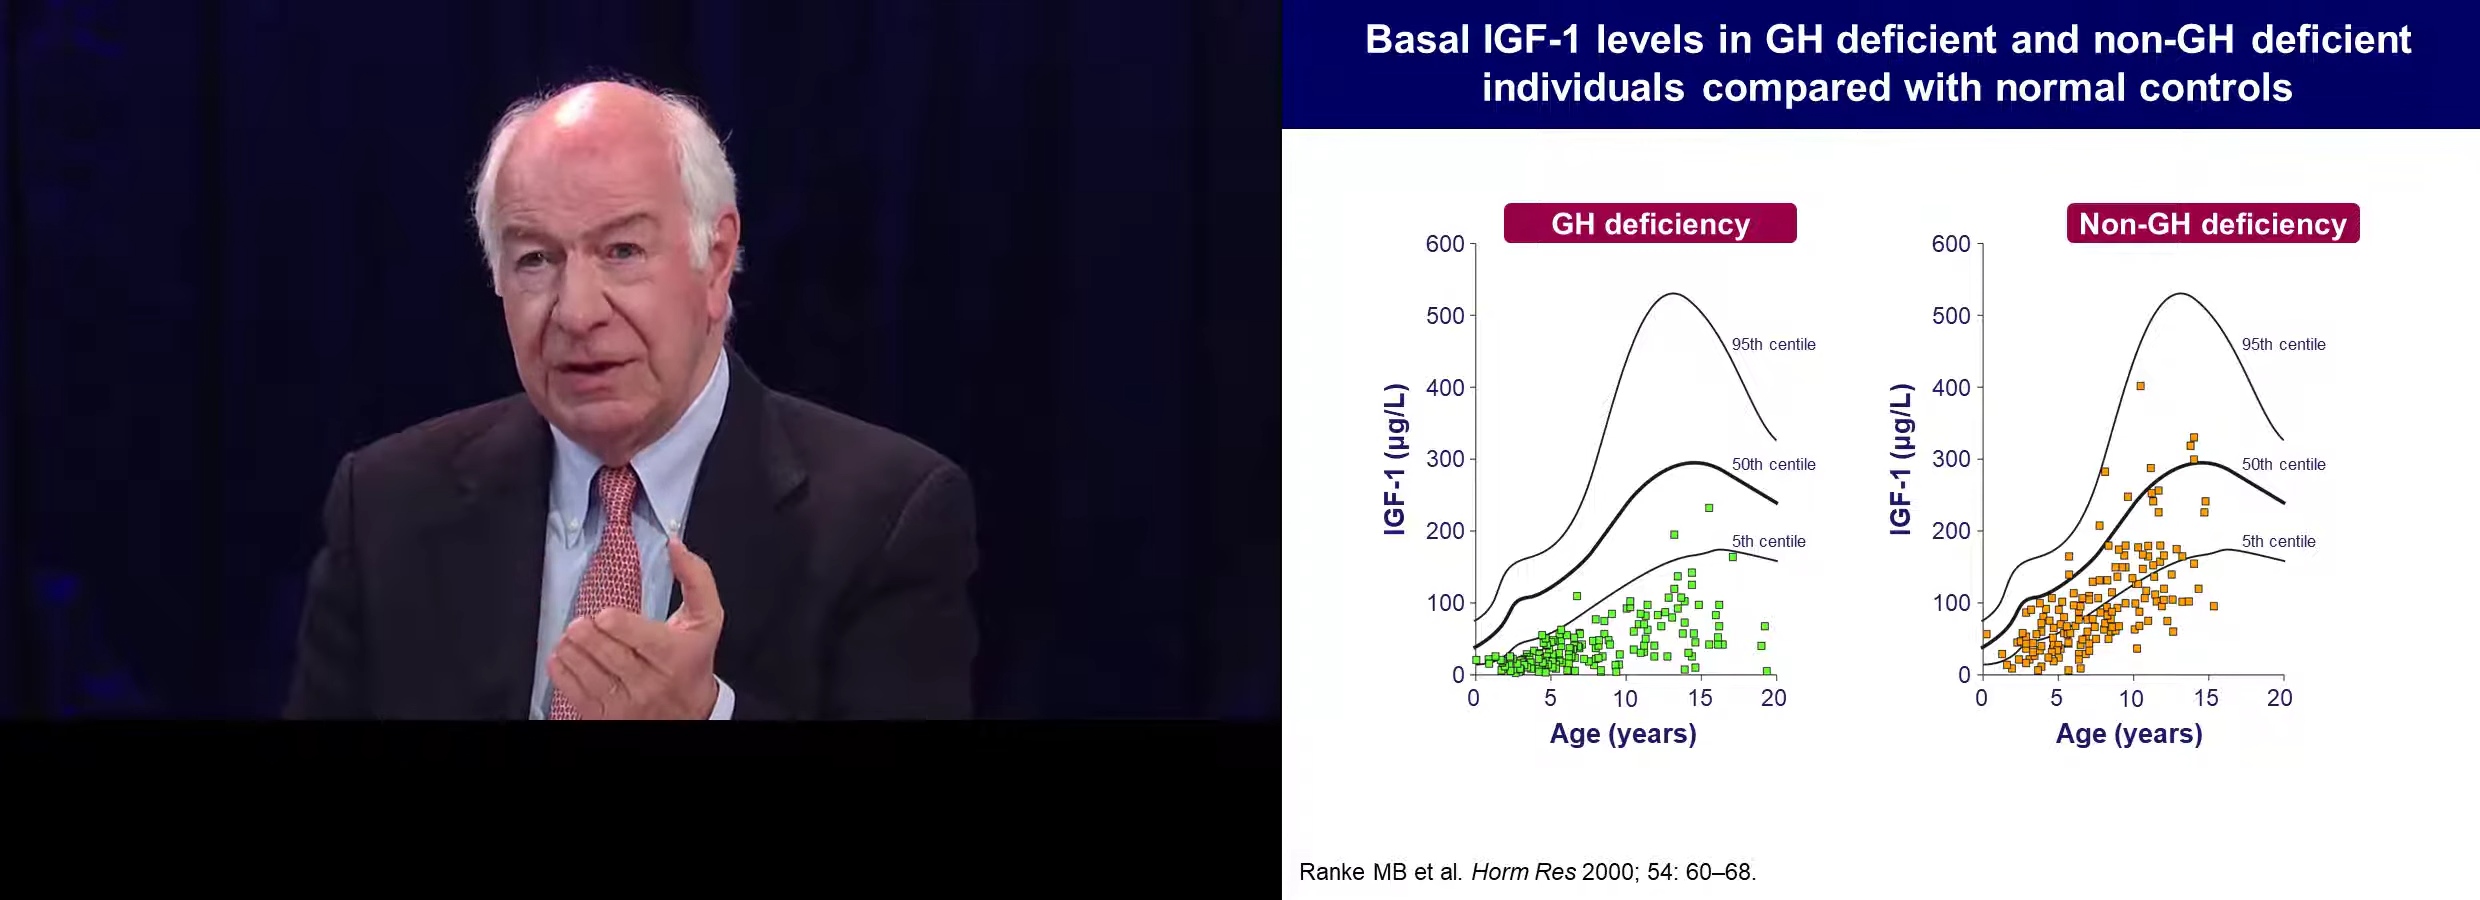 Basal IGF-1 levels in GH deficient and non-GH deficient
individuals compared with normal controls
GH deficiency
600
500
400
300
200
100
0
IGF-1 (µg/L)
95th centile
50th centile
5th centile
0 5 10 15 20
Age (years)
Non-GH deficiency
600
500
400
300
200
100
0
IGF-1 (µg/L)
95th centile
50th centile
5th centile
0 5 10 15 20
Age (years)
Ranke MB et al. Horm Res 2000; 54: 60–68.